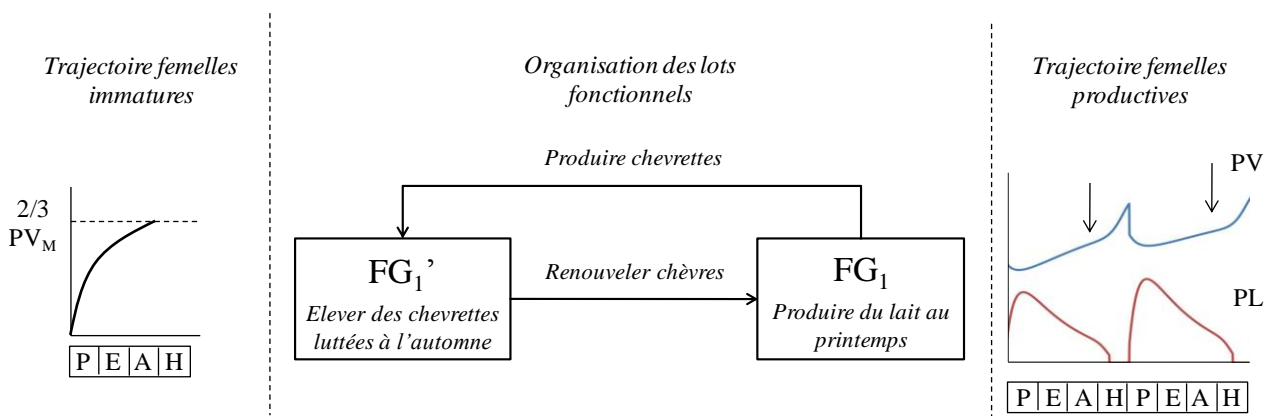 Trajectoire femelles
immatures
2/3
PV_M
P E A H
Organisation des lots
fonctionnels
Produire chevrettes
FG₁’
Elever des chevrettes
luttées à l’automne
Renouveler chèvres
FG₁
Produire du lait au
printemps
Trajectoire femelles
productives
PV
PL
P E A H P E A H